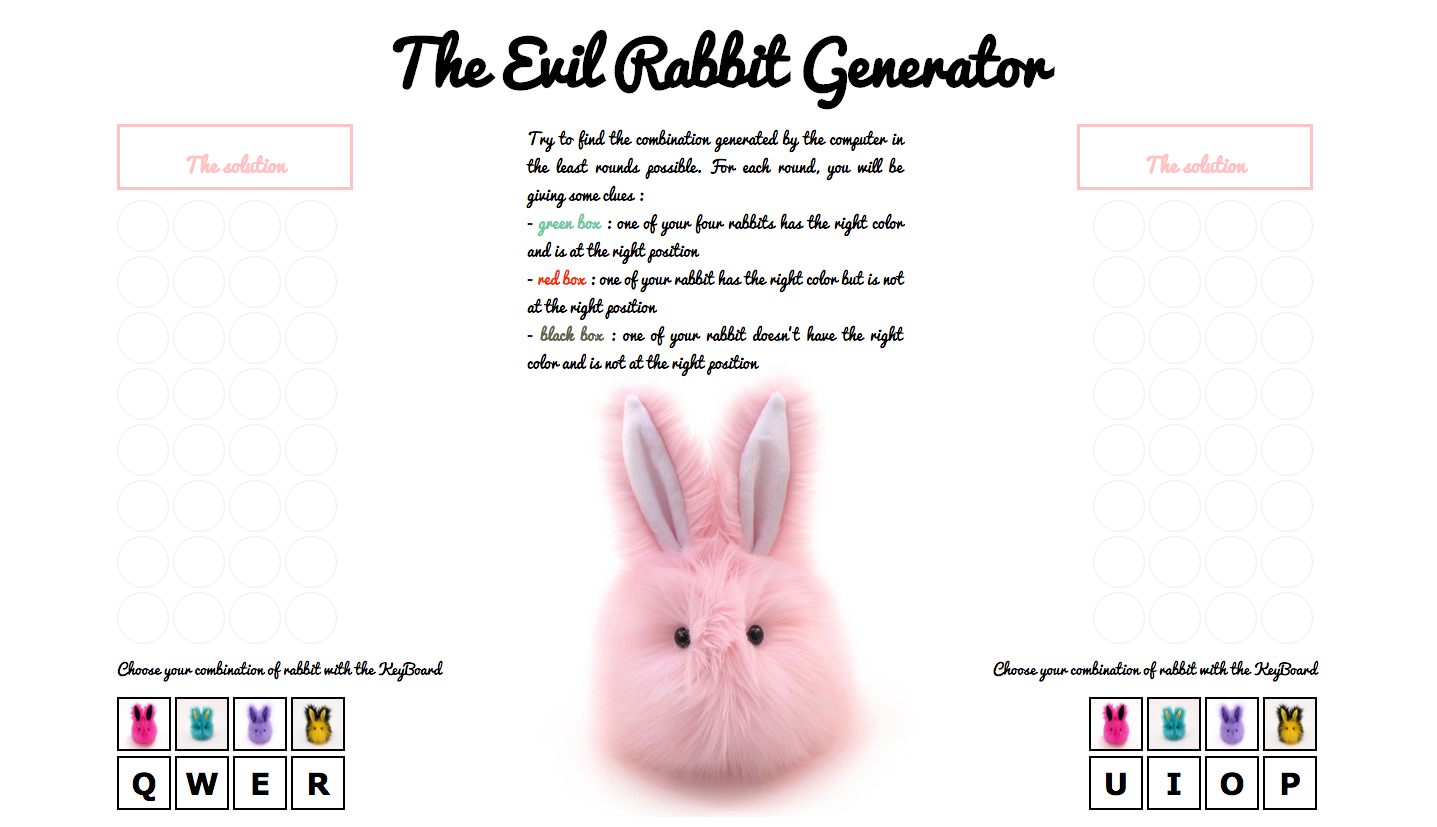 The Evil Rabbit Generator
The solution
Try to find the combination generated by the computer in
the least rounds possible. For each round, you will be
giving some clues :
- green box : one of your four rabbits has the right color
and is at the right position
- red box : one of your rabbit has the right color but is not
at the right position
- black box : one of your rabbit doesn't have the right
color and is not at the right position
The solution
Choose your combination of rabbit with the KeyBoard
Q W E R
Choose your combination of rabbit with the KeyBoard
U I O P